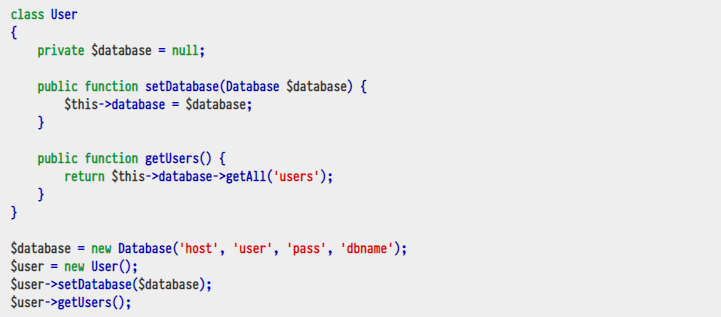 class User
{
    private $database = null;

    public function setDatabase(Database $database) {
        $this->database = $database;
    }

    public function getUsers() {
        return $this->database->getAll('users');
    }
}

$database = new Database('host', 'user', 'pass', 'dbname');
$user = new User();
$user->setDatabase($database);
$user->getUsers();